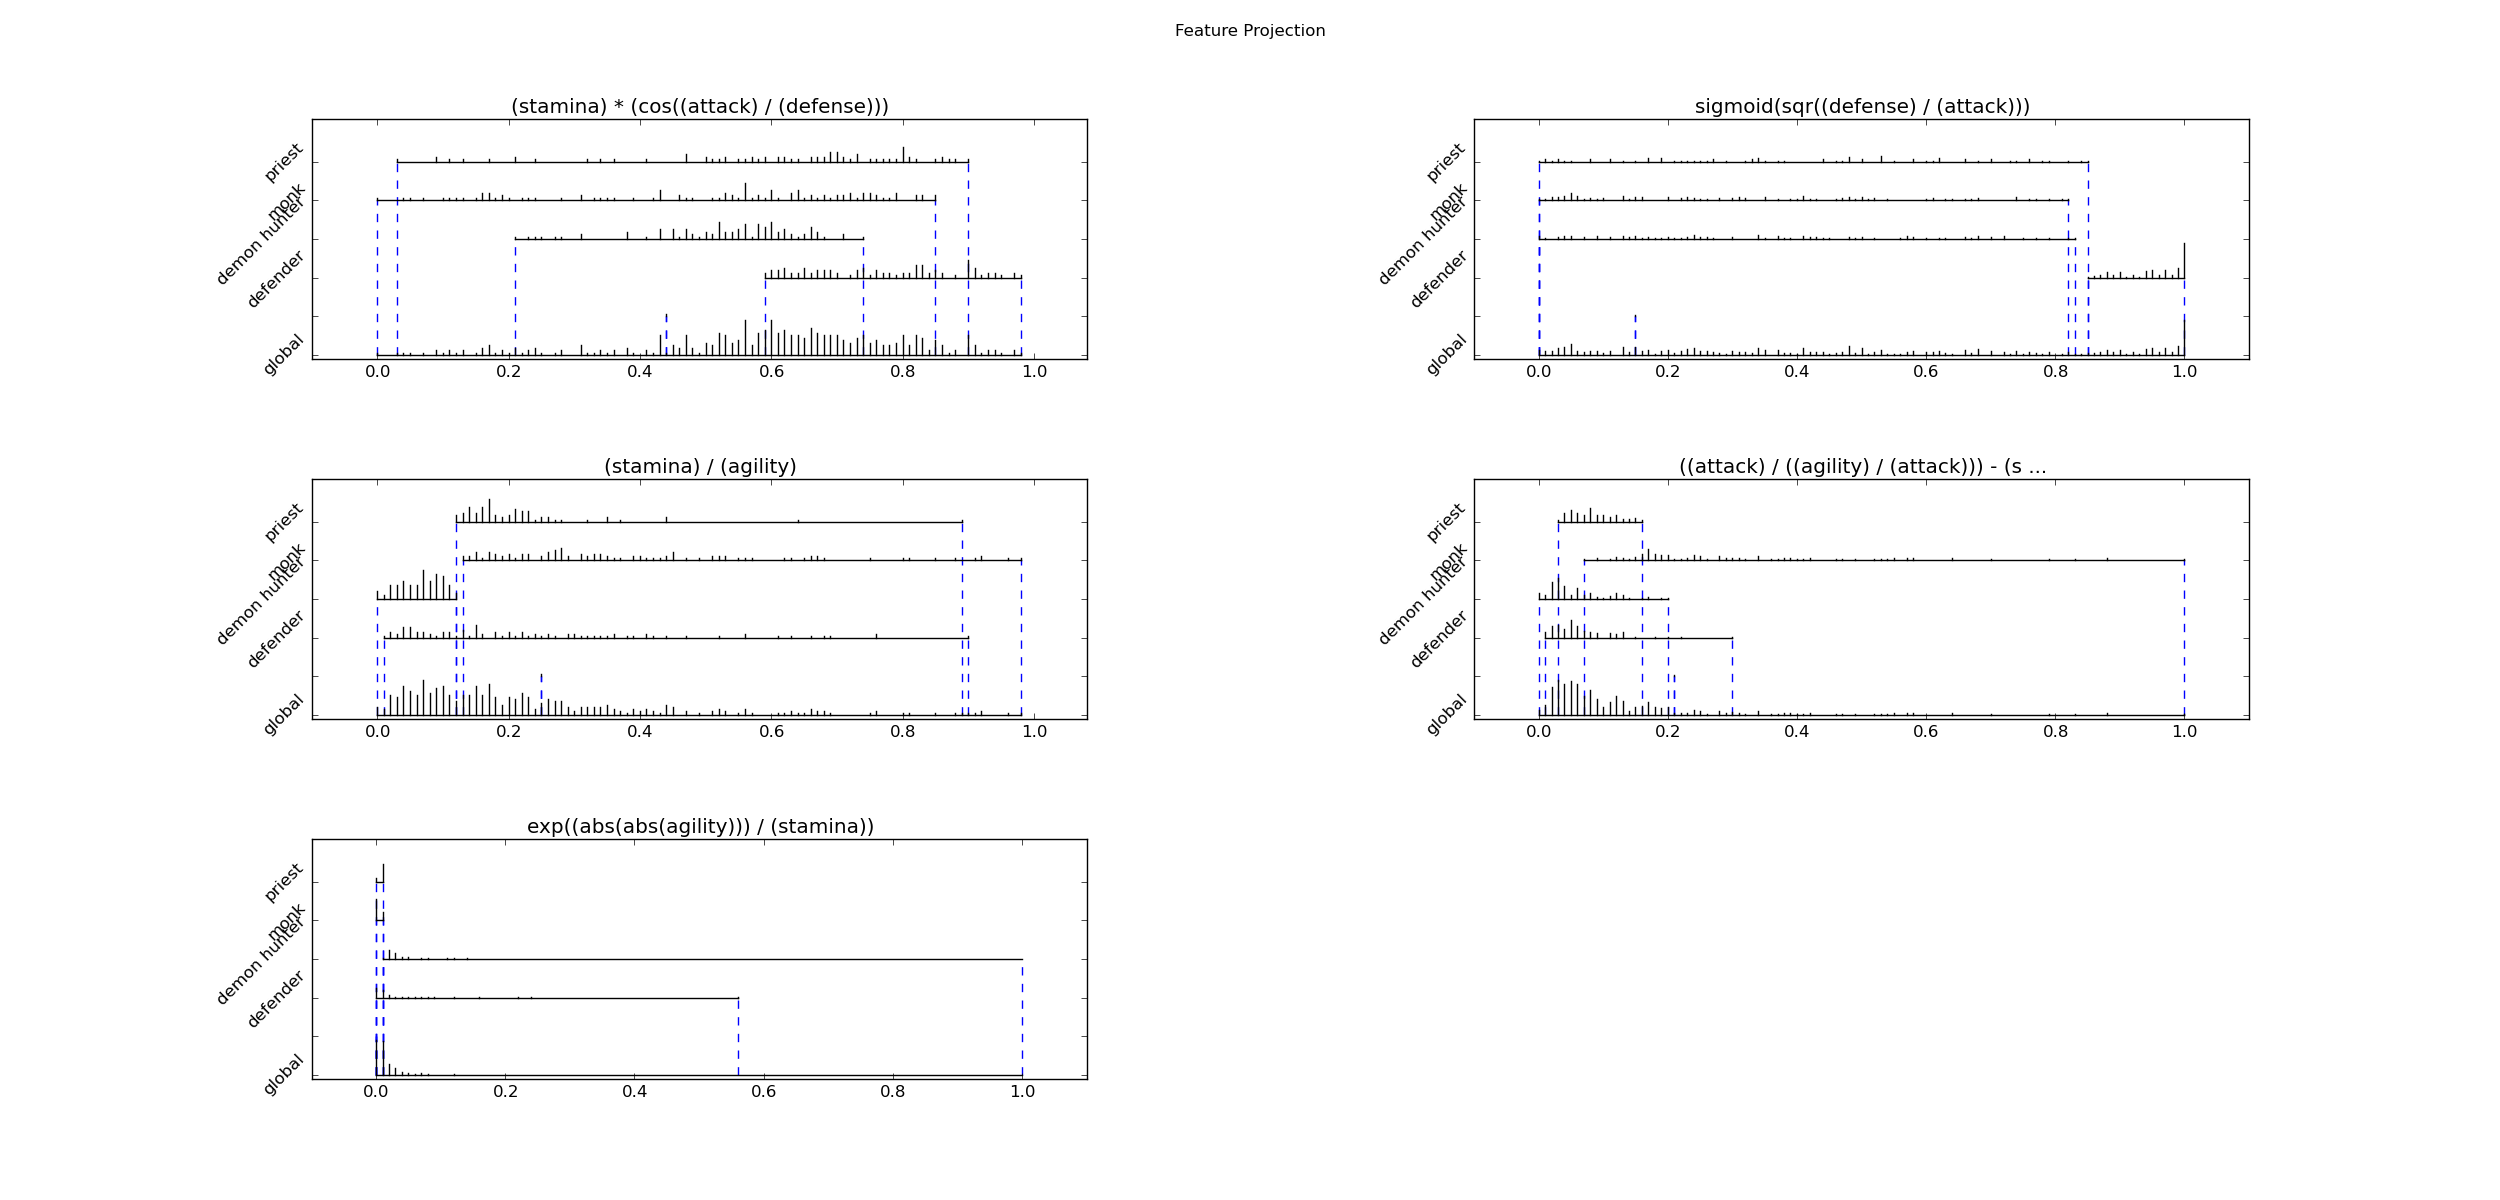 Feature Projection
(stamina) * (cos((attack) / (defense)))
priest
monk
demon hunter
defender
global
0.0 0.2 0.4 0.6 0.8 1.0
sigmoid(sqr((defense) / (attack)))
priest
monk
demon hunter
defender
global
0.0 0.2 0.4 0.6 0.8 1.0
(stamina) / (agility)
priest
monk
demon hunter
defender
global
0.0 0.2 0.4 0.6 0.8 1.0
((attack) / ((agility) / (attack))) - (s ...
priest
monk
demon hunter
defender
global
0.0 0.2 0.4 0.6 0.8 1.0
exp((abs(abs(agility))) / (stamina))
priest
monk
demon hunter
defender
global
0.0 0.2 0.4 0.6 0.8 1.0